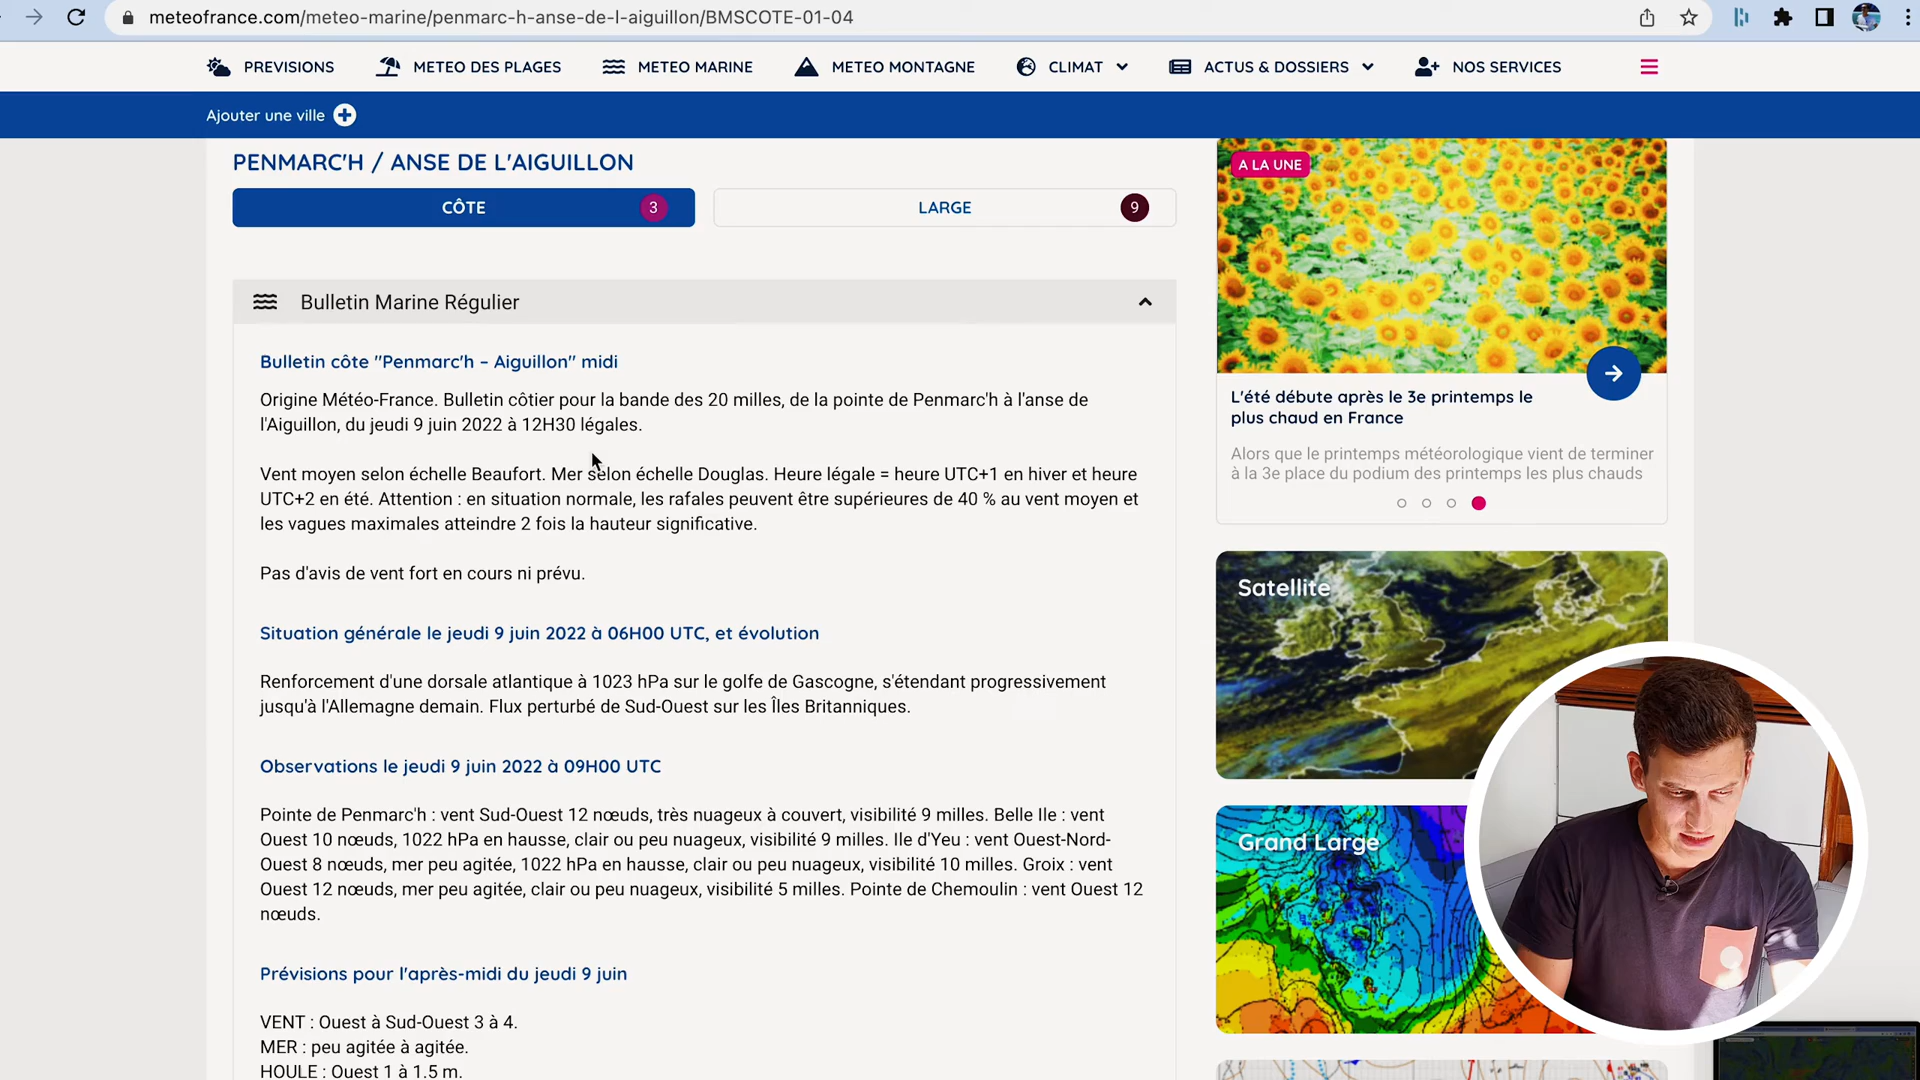 meteofrance.com/meteo-marine/penmarc-h-anse-de-l-aiguillon/BMSCOTE-01-04
PREVISIONS METEO DES PLAGES METEO MARINE METEO MONTAGNE CLIMAT ACTUS & DOSSIERS NOS SERVICES
Ajouter une ville
PENMARC'H / ANSE DE L'AIGUILLON
CÔTE 3 LARGE 9
Bulletin Marine Régulier
Bulletin côte "Penmarc'h – Aiguillon" midi
Origine Météo-France. Bulletin côtier pour la bande des 20 milles, de la pointe de Penmarc'h à l'anse de
l'Aiguillon, du jeudi 9 juin 2022 à 12H30 légales.
Vent moyen selon échelle Beaufort. Mer selon échelle Douglas. Heure légale = heure UTC+1 en hiver et heure
UTC+2 en été. Attention : en situation normale, les rafales peuvent être supérieures de 40 % au vent moyen et
les vagues maximales atteindre 2 fois la hauteur significative.
Pas d'avis de vent fort en cours ni prévu.
Situation générale le jeudi 9 juin 2022 à 06H00 UTC, et évolution
Renforcement d'une dorsale atlantique à 1023 hPa sur le golfe de Gascogne, s'étendant progressivement
jusqu'à l'Allemagne demain. Flux perturbé de Sud-Ouest sur les Îles Britanniques.
Observations le jeudi 9 juin 2022 à 09H00 UTC
Pointe de Penmarc'h : vent Sud-Ouest 12 nœuds, très nuageux à couvert, visibilité 9 milles. Belle Ile : vent
Ouest 10 nœuds, 1022 hPa en hausse, clair ou peu nuageux, visibilité 9 milles. Ile d'Yeu : vent Ouest-Nord-
Ouest 8 nœuds, mer peu agitée, 1022 hPa en hausse, clair ou peu nuageux, visibilité 10 milles. Groix : vent
Ouest 12 nœuds, mer peu agitée, clair ou peu nuageux, visibilité 5 milles. Pointe de Chemoulin : vent Ouest 12
nœuds.
Prévisions pour l'après-midi du jeudi 9 juin
VENT : Ouest à Sud-Ouest 3 à 4.
MER : peu agitée à agitée.
HOULE : Ouest 1 à 1.5 m.
A LA UNE
L'été débute après le 3e printemps le
plus chaud en France
Alors que le printemps météorologique vient de terminer
à la 3e place du podium des printemps les plus chauds
Satellite
Grand Large